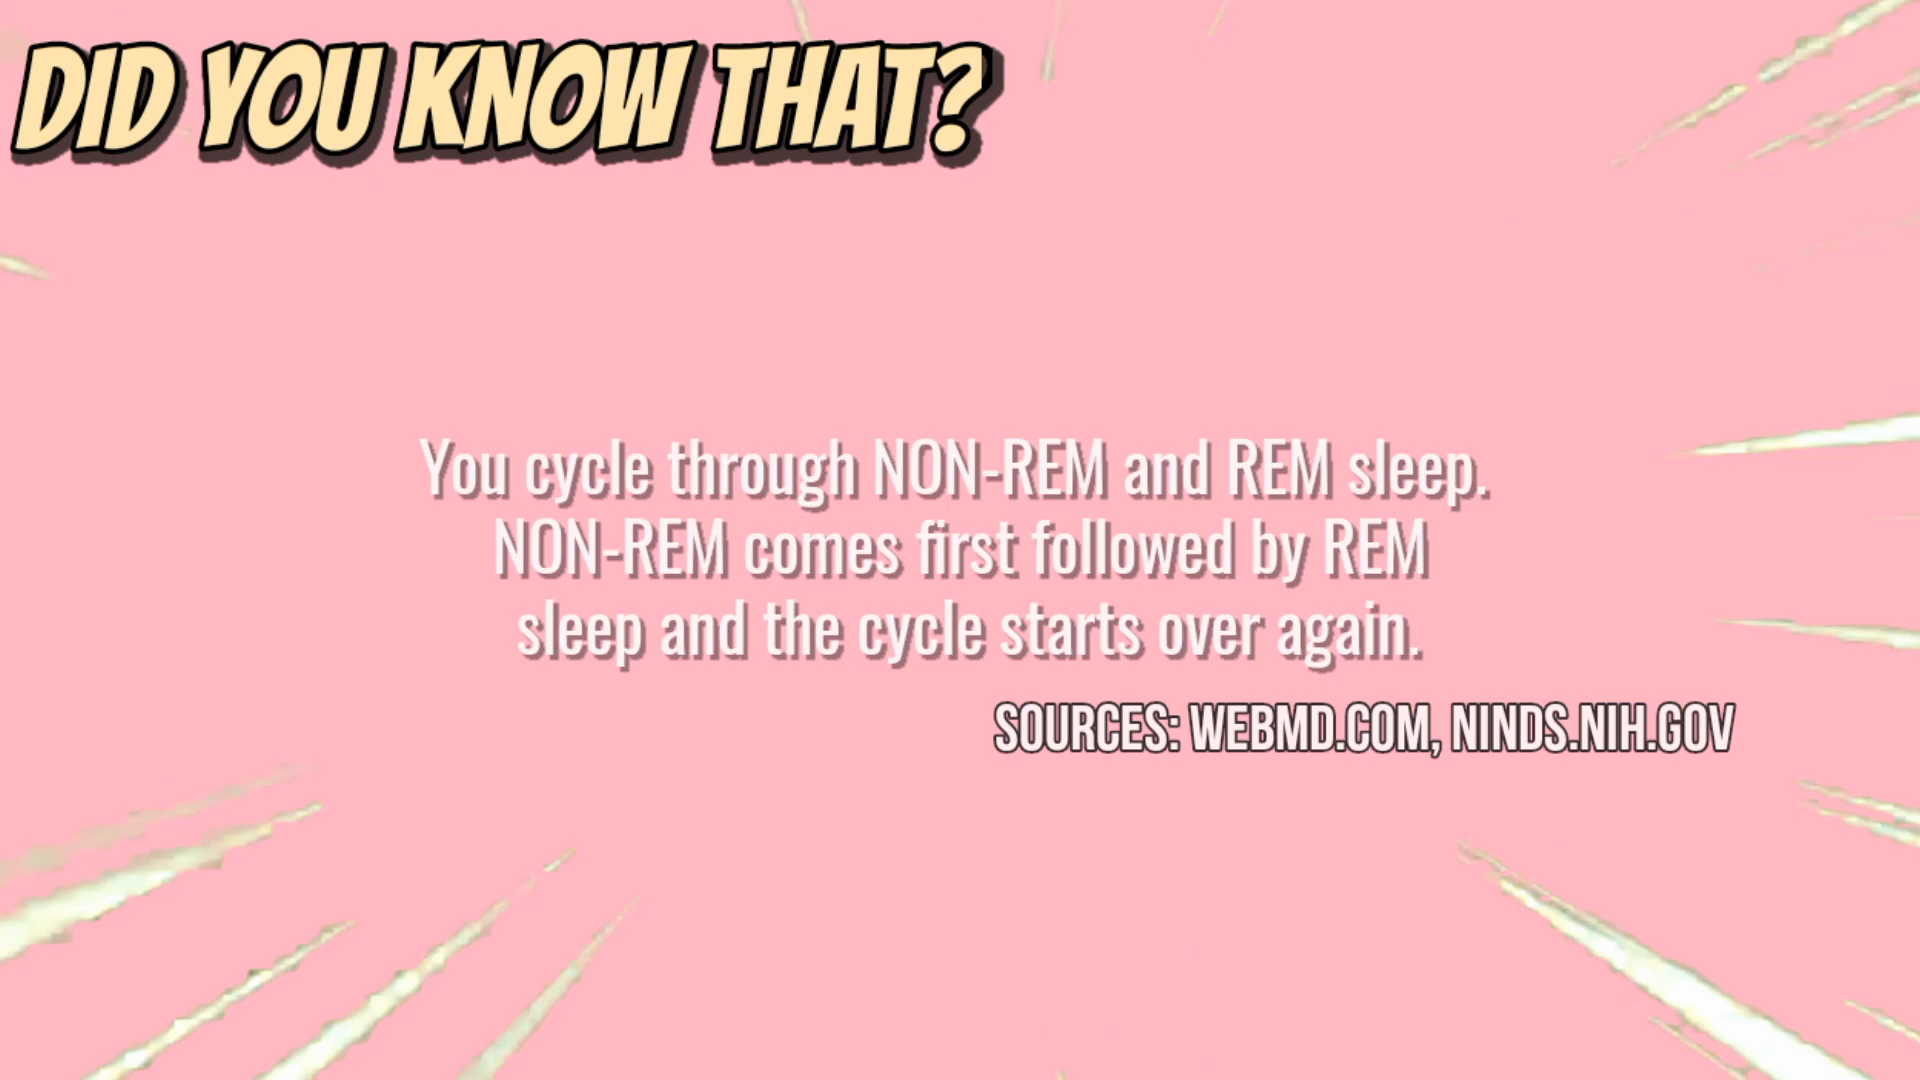 DID YOU KNOW THAT?
You cycle through NON-REM and REM sleep.
NON-REM comes first followed by REM
sleep and the cycle starts over again.
SOURCES: WEBMD.COM, NINDS.NIH.GOV